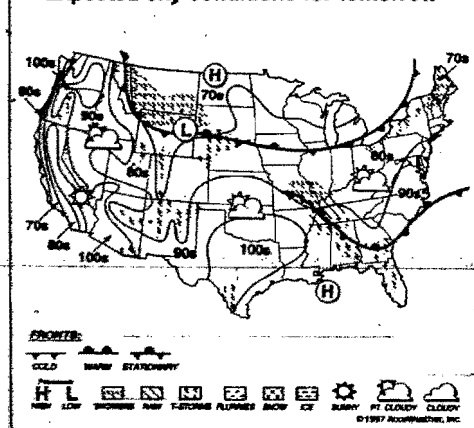 Expected sky conditions for tomorrow
100s
H
70s
70s
80s
90s
L
80s
80s
90s
70s
80s
100s
90s
100s
H
FRONTS:
COLD WARM STATIONARY
Pressure
H L
HIGH LOW SHOWERS RAIN T-STORMS FLURRIES SNOW ICE SUNNY PT. CLOUDY CLOUDY
© 1997 AccuWeather, Inc.